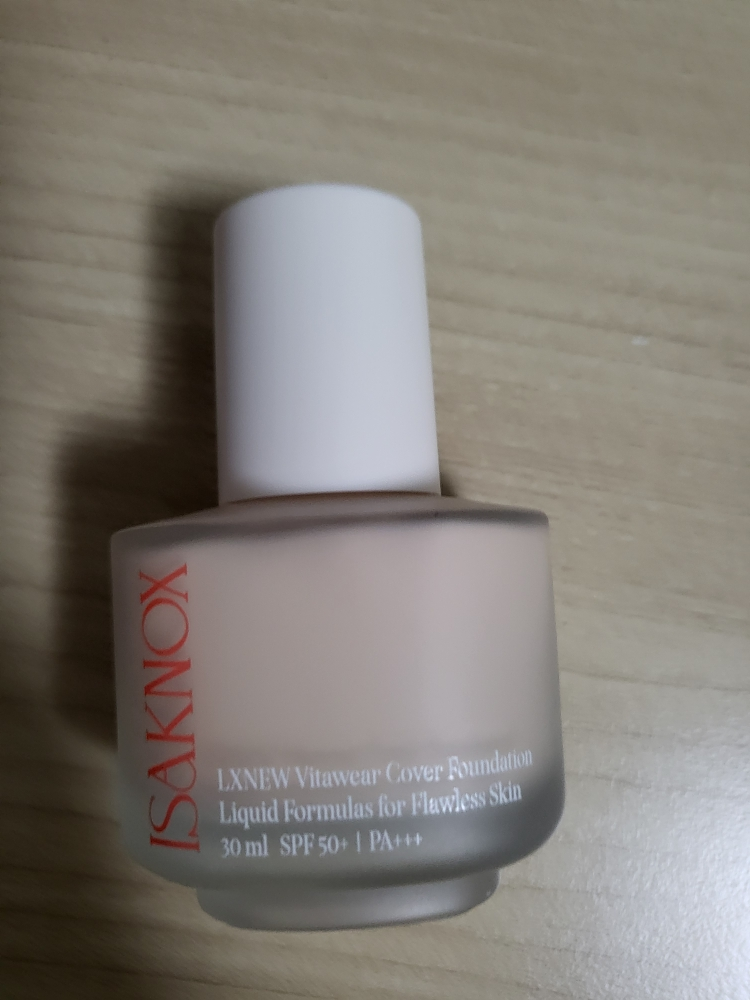 ISAKNOX
LXNEW Vitawear Cover Foundation
Liquid Formulas for Flawless Skin
30 ml SPF 50+ | PA+++